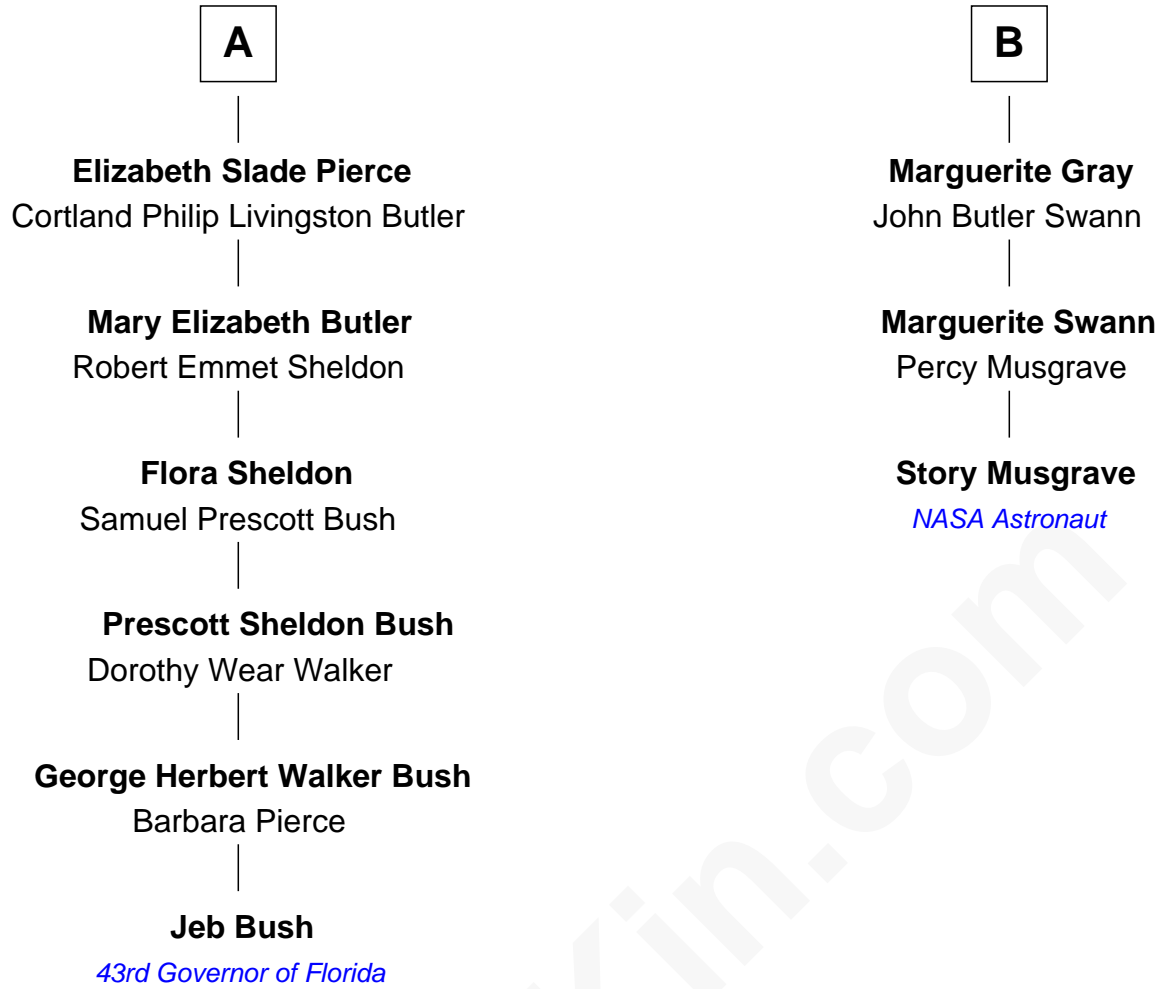 A
Elizabeth Slade Pierce
Cortland Philip Livingston Butler
Mary Elizabeth Butler
Robert Emmet Sheldon
Flora Sheldon
Samuel Prescott Bush
Prescott Sheldon Bush
Dorothy Wear Walker
George Herbert Walker Bush
Barbara Pierce
Jeb Bush
43rd Governor of Florida
B
Marguerite Gray
John Butler Swann
Marguerite Swann
Percy Musgrave
Story Musgrave
NASA Astronaut
Kin.com